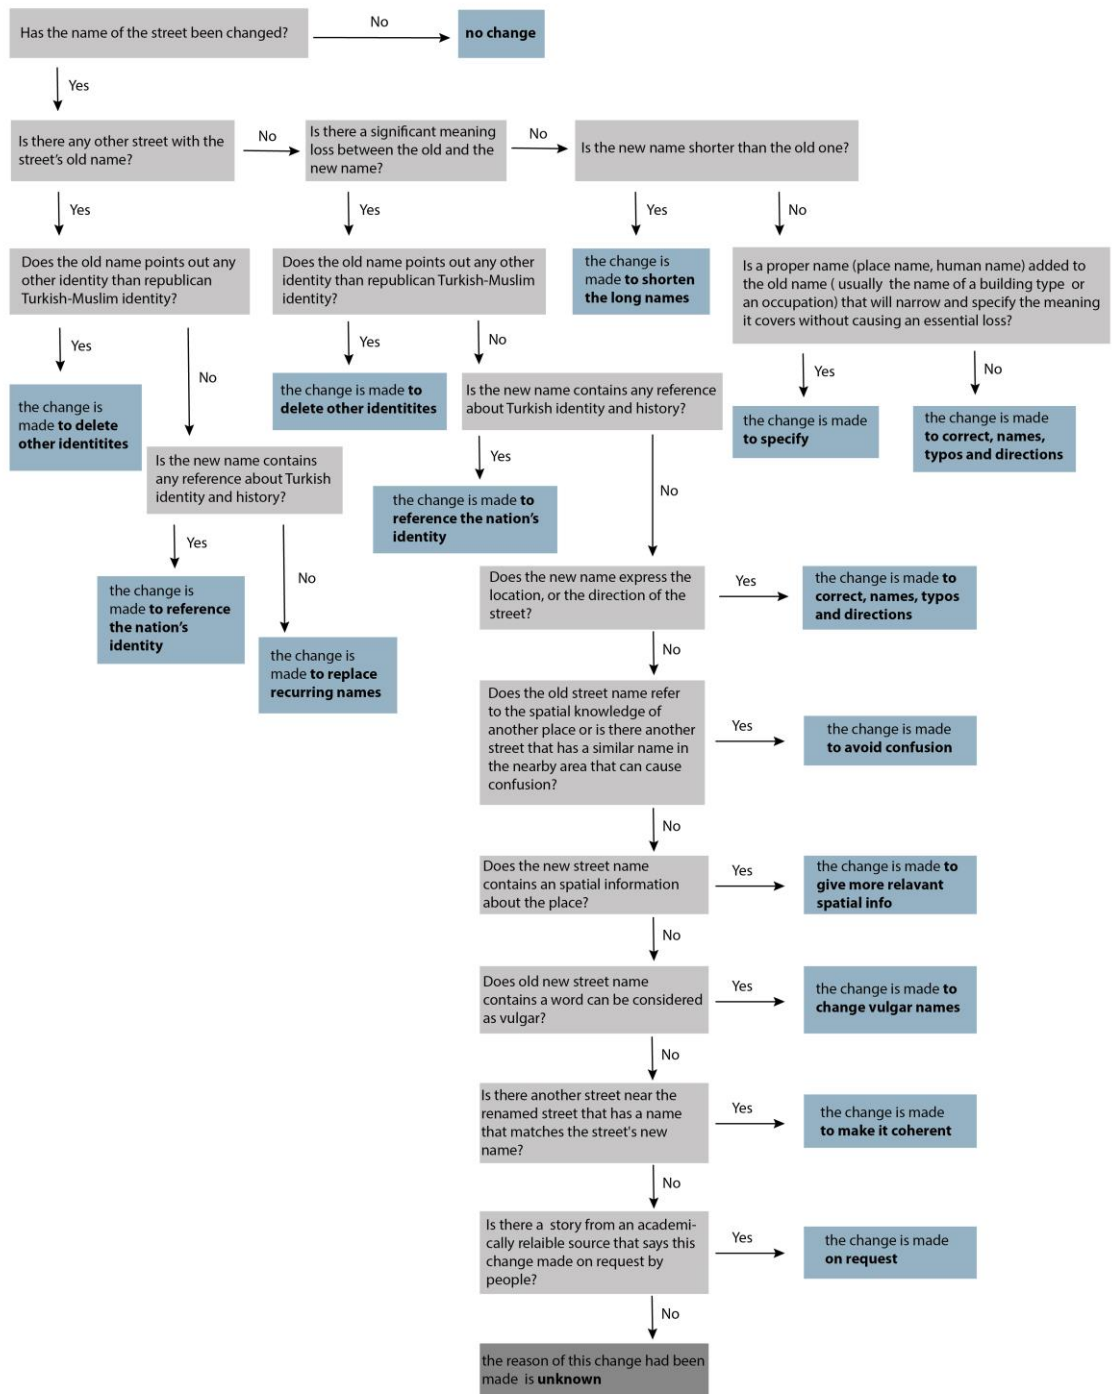 Has the name of the street been changed?
No
no change
Yes
Is there any other street with the
street's old name?
No
Is there a significant meaning
loss between the old and the
new name?
No
Is the new name shorter than the old one?
Yes
Yes
Yes
No
Does the old name points out any
other identity than republican
Turkish-Muslim identity?
Does the old name points out any other
identity than republican Turkish-Muslim
identity?
the change is
made to shorten
the long names
Is a proper name (place name, human name) added to
the old name ( usually the name of a building type or
an occupation) that will narrow and specify the meaning
it covers without causing an essential loss?
Yes
No
Yes
No
Yes
No
the change is
made to delete
other identitites
the change is made to
delete other identitites
Is the new name contains any reference
about Turkish identity and history?
the change is made
to specify
the change is made
to correct, names,
typos and directions
Is the new name contains
any reference about Turkish
identity and history?
Yes
No
the change is made to
reference the nation's
identity
Yes
No
the change is
made to reference
the nation's
identity
the change is
made to replace
recurring names
Does the new name express the
location, or the direction of the
street?
Yes
the change is made to
correct, names, typos
and directions
No
Does the old street name refer
to the spatial knowledge of
another place or is there another
street that has a similar name in
the nearby area that can cause
confusion?
Yes
the change is made
to avoid confusion
No
Does the new street name
contains an spatial information
about the place?
Yes
the change is made to
give more relavant
spatial info
No
Does old new street name
contains a word can be considered
as vulgar?
Yes
the change is made to
change vulgar names
No
Is there another street near the
renamed street that has a name
that matches the street's new
name?
Yes
the change is made
to make it coherent
No
Is there a story from an academi-
cally relaible source that says this
change made on request by
people?
Yes
the change is made
on request
No
the reason of this change had been
made is unknown